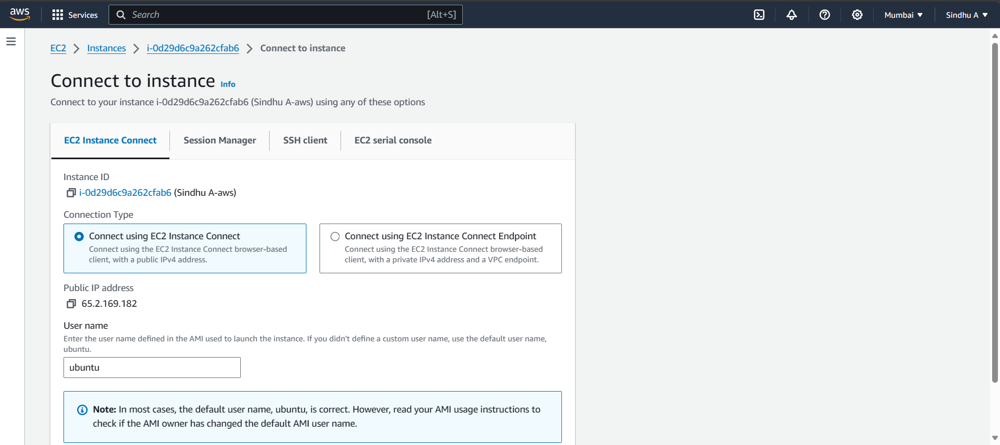 aws
Services
Search
[Alt+S]
Mumbai
Sindhu A
EC2
Instances
i-0d29d6c9a262cfab6
Connect to instance
Connect to instance Info
Connect to your instance i-0d29d6c9a262cfab6 (Sindhu A-aws) using any of these options
EC2 Instance Connect
Session Manager
SSH client
EC2 serial console
Instance ID
i-0d29d6c9a262cfab6 (Sindhu A-aws)
Connection Type
Connect using EC2 Instance Connect
Connect using the EC2 Instance Connect browser-based
client, with a public IPv4 address.
Connect using EC2 Instance Connect Endpoint
Connect using the EC2 Instance Connect browser-based
client, with a private IPv4 address and a VPC endpoint.
Public IP address
65.2.169.182
User name
Enter the user name defined in the AMI used to launch the instance. If you didn't define a custom user name, use the default user name,
ubuntu.
ubuntu
Note: In most cases, the default user name, ubuntu, is correct. However, read your AMI usage instructions to
check if the AMI owner has changed the default AMI user name.